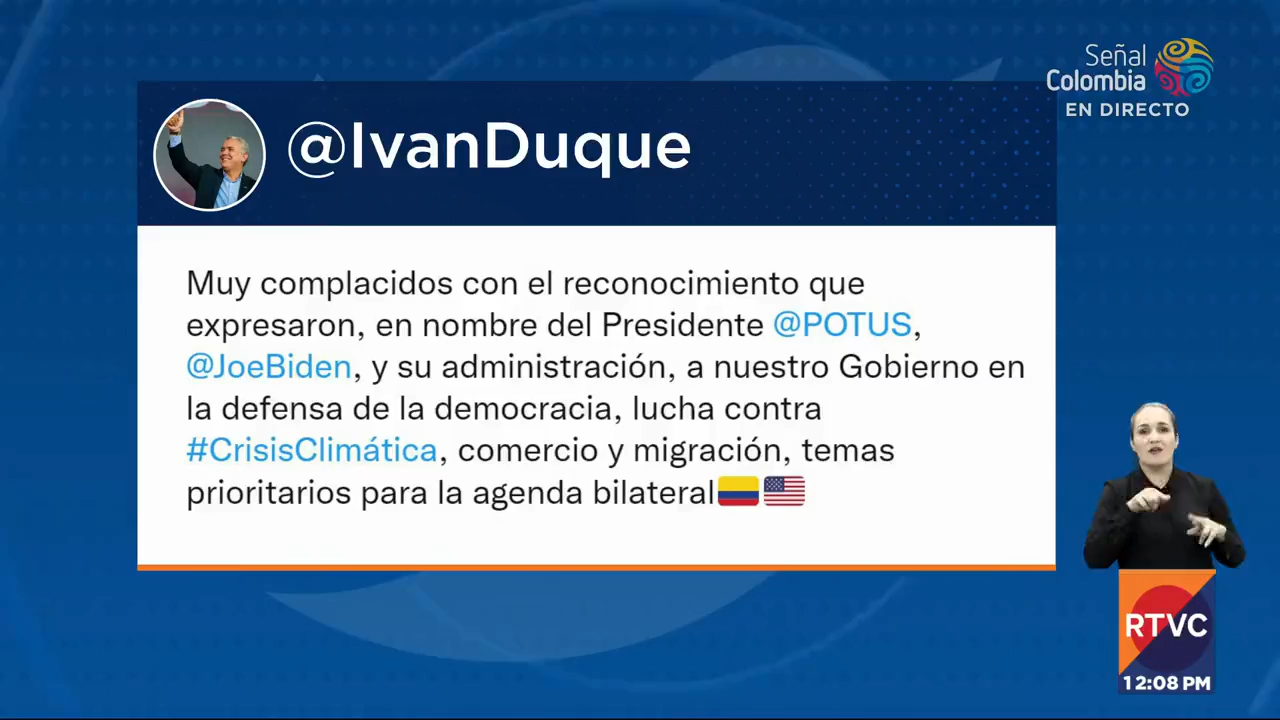 Señal
Colombia
EN DIRECTO
@IvanDuque
Muy complacidos con el reconocimiento que
expresaron, en nombre del Presidente @POTUS,
@JoeBiden, y su administración, a nuestro Gobierno en
la defensa de la democracia, lucha contra
#CrisisClimática, comercio y migración, temas
prioritarios para la agenda bilateral🇨🇴🇺🇸
RTVC
12:08 PM